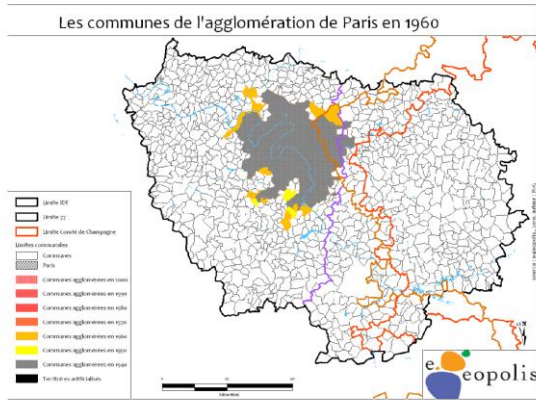 Les communes de l'agglomération de Paris en 1960
Limite IDF
Limite 77
Limite Comté de Champagne
Limites communales
Communes
Paris
Communes agglomérées en 2000
Communes agglomérées en 1990
Communes agglomérées en 1980
Communes agglomérées en 1970
Communes agglomérées en 1960
Communes agglomérées en 1950
Communes agglomérées en 1940
Territoires artificialisés
Kilomètres
e.
eopolis